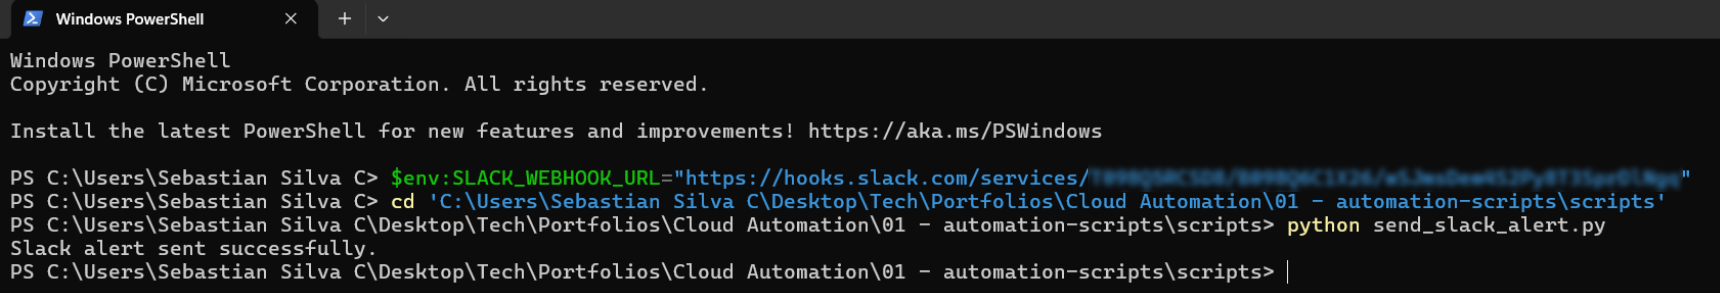 Windows PowerShell
Windows PowerShell
Copyright (C) Microsoft Corporation. All rights reserved.
Install the latest PowerShell for new features and improvements! https://aka.ms/PSWindows
PS C:\Users\Sebastian Silva C> $env:SLACK_WEBHOOK_URL="https://hooks.slack.com/services/"
PS C:\Users\Sebastian Silva C> cd 'C:\Users\Sebastian Silva C\Desktop\Tech\Portfolios\Cloud Automation\01 - automation-scripts\scripts'
PS C:\Users\Sebastian Silva C\Desktop\Tech\Portfolios\Cloud Automation\01 - automation-scripts\scripts> python send_slack_alert.py
Slack alert sent successfully.
PS C:\Users\Sebastian Silva C\Desktop\Tech\Portfolios\Cloud Automation\01 - automation-scripts\scripts>